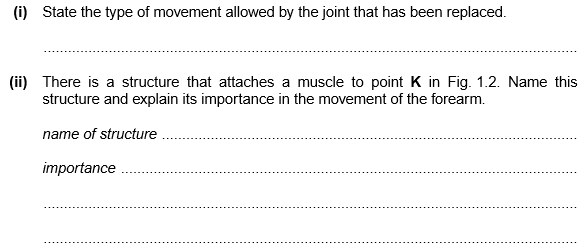 (i) State the type of movement allowed by the joint that has been replaced.
....................................................................................................................................
(ii) There is a structure that attaches a muscle to point K in Fig. 1.2. Name this
structure and explain its importance in the movement of the forearm.
name of structure ........................................................................................................
importance ..................................................................................................................
....................................................................................................................................
....................................................................................................................................